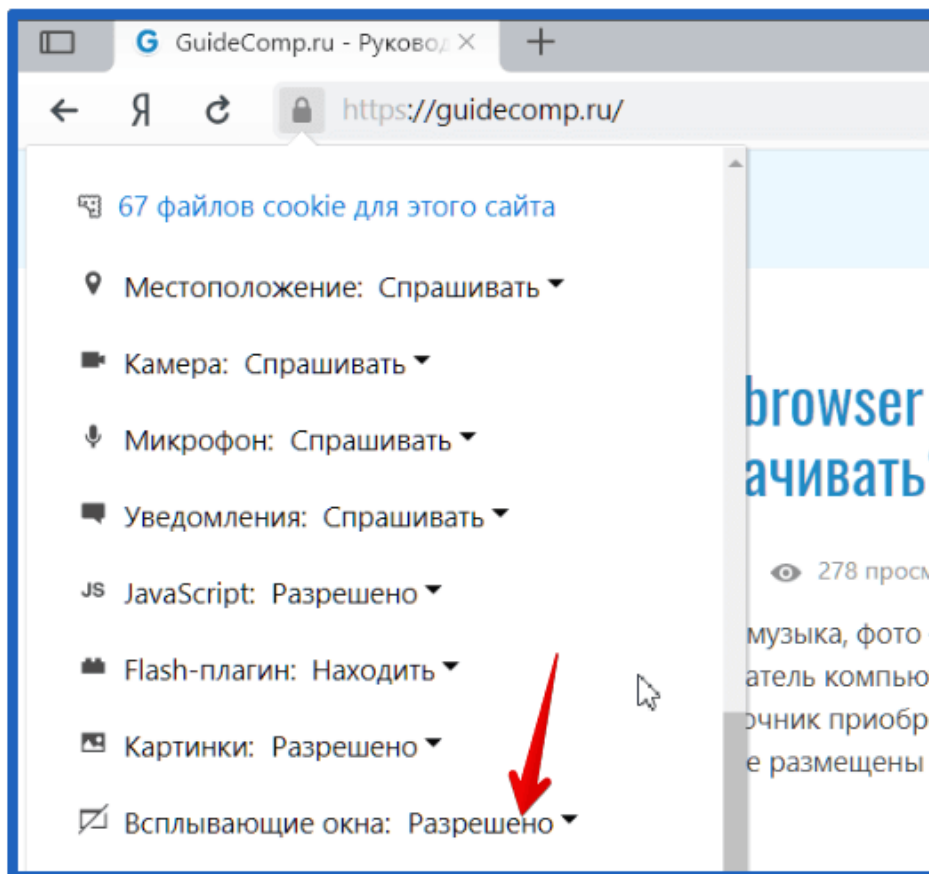 GuideComp.ru - Руковод
Я https://guidecomp.ru/
67 файлов cookie для этого сайта
Местоположение: Спрашивать
Камера: Спрашивать
Микрофон: Спрашивать
Уведомления: Спрашивать
JS JavaScript: Разрешено
Flash-плагин: Находить
Картинки: Разрешено
Всплывающие окна: Разрешено
browser
ачивать"
278 просм
музыка, фото
атель компью
очник приобр
е размещены